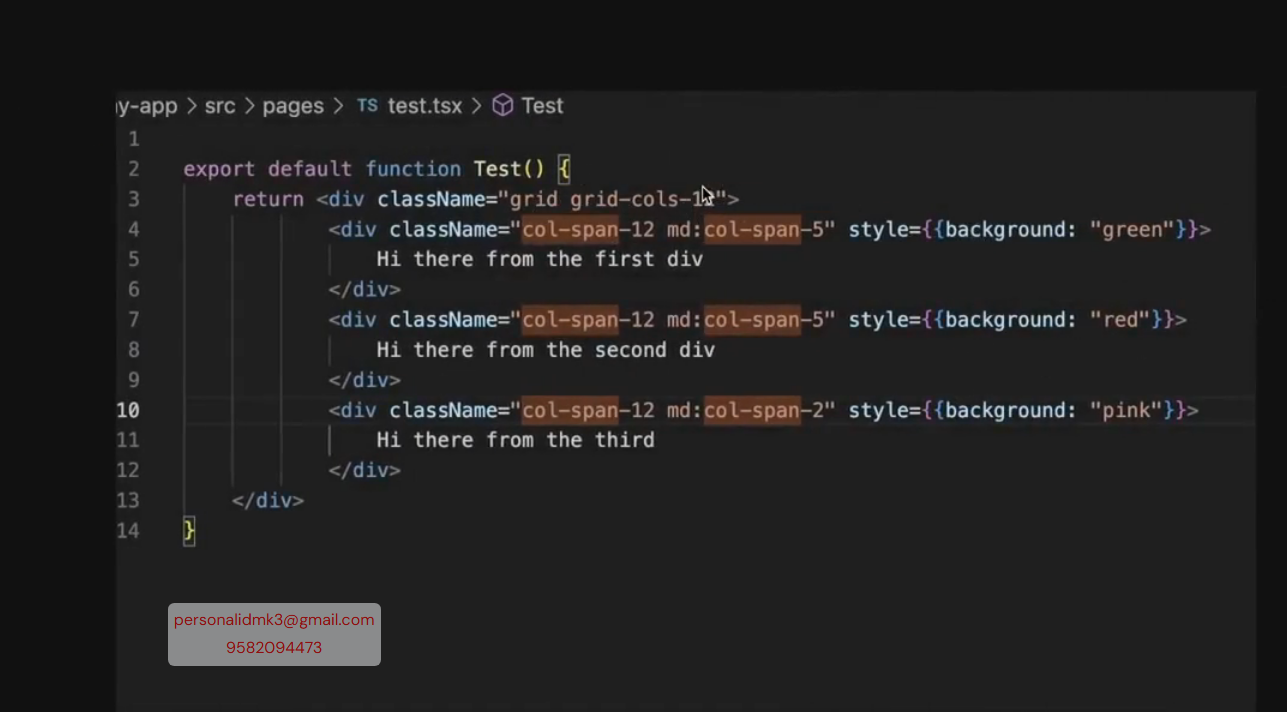 y-app > src > pages > TS test.tsx > Test
1
2 export default function Test() {
3 return <div className="grid grid-cols-12">
4 <div className="col-span-12 md:col-span-5" style={{background: "green"}}>
5 Hi there from the first div
6 </div>
7 <div className="col-span-12 md:col-span-5" style={{background: "red"}}>
8 Hi there from the second div
9 </div>
10 <div className="col-span-12 md:col-span-2" style={{background: "pink"}}>
11 Hi there from the third
12 </div>
13 </div>
14 }
personalidmk3@gmail.com
9582094473